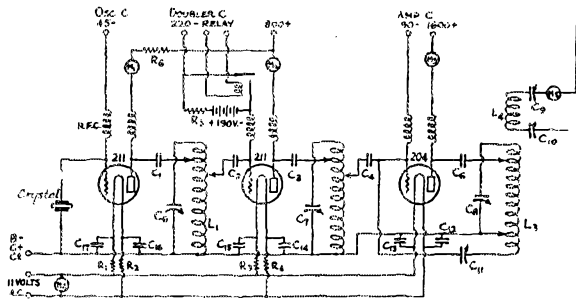 OSC C
45-
DOUBLER C
220- RELAY
800+
AMP C
90- 1600+
R6
R5 +190V-
R.F.C.
L4
C9
C10
211
211
204
C1
C2
C3
C4
C7
C8
L1
L3
Crystal
C17
C16
C15
C14
C13
C12
C11
B-
C+
R1
R2
R3
R4
11 VOLTS
A.C.